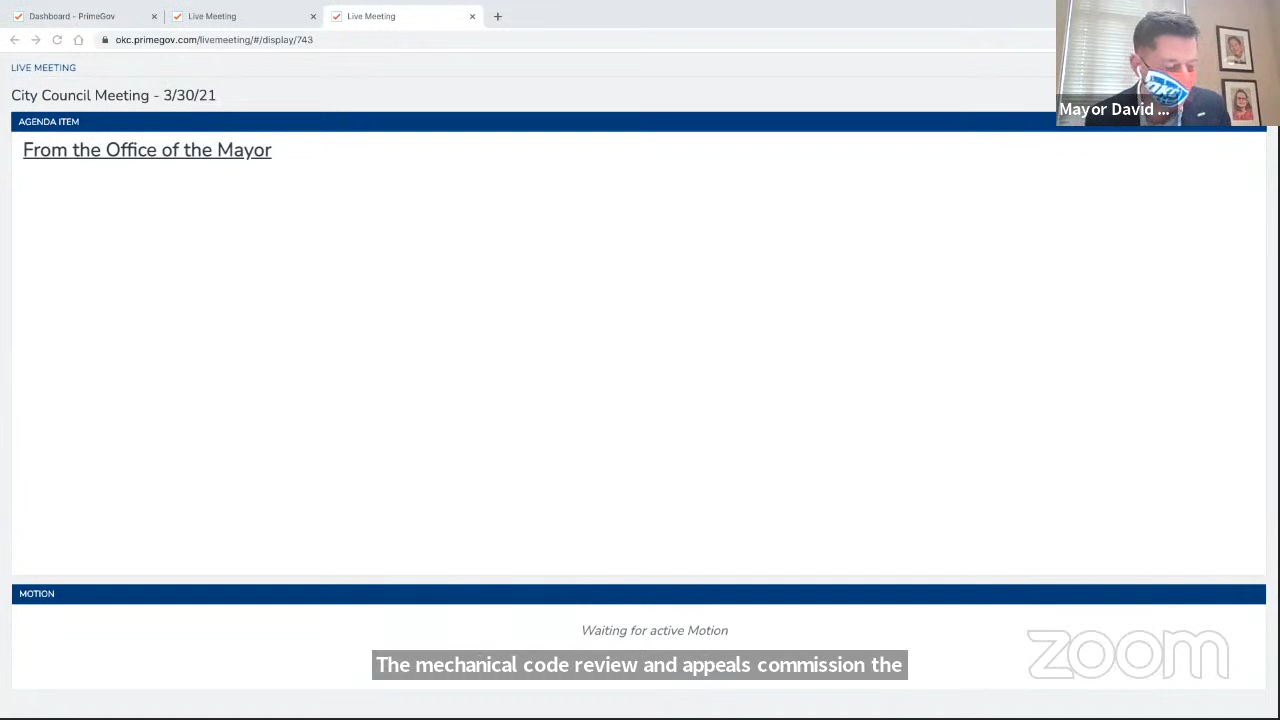 Dashboard - PrimeGov
Live Meeting
Live Meeting
okc.primegov.com/livemeeting/#/display/743
LIVE MEETING
City Council Meeting - 3/30/21
AGENDA ITEM
From the Office of the Mayor
OKC
Mayor David ...
MOTION
Waiting for active Motion
The mechanical code review and appeals commission the
zoom